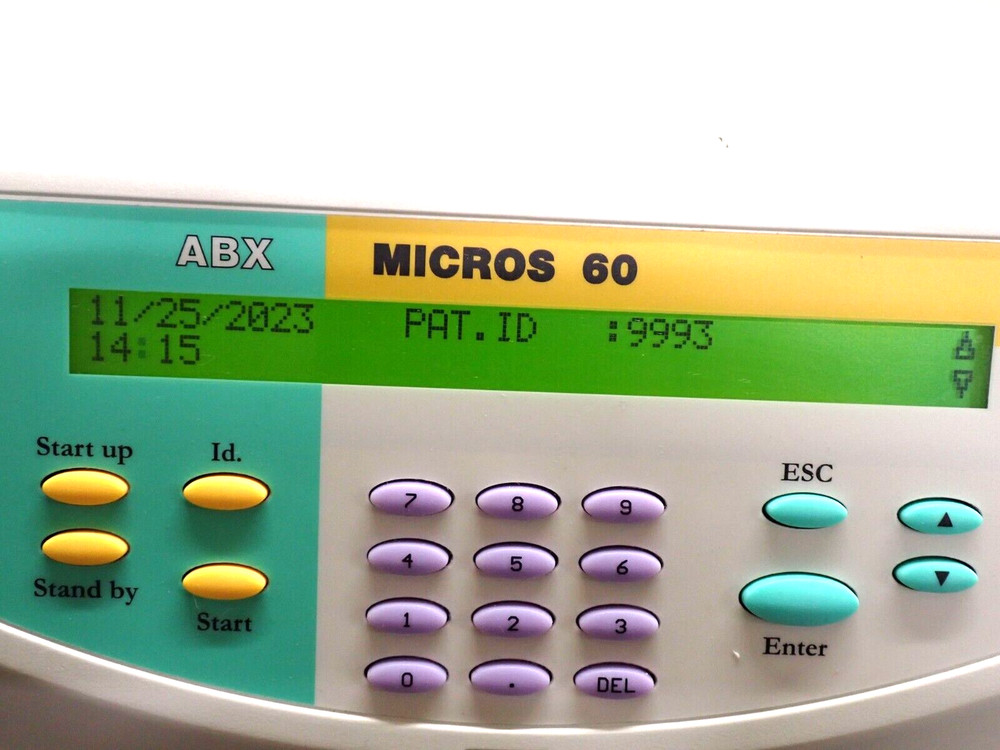 ABX MICROS 60
11/25/2023 PAT.ID :9993
14:15
Start up Id. ESC
7 8 9
4 5 6
Stand by Start
1 2 3
Enter
0 . DEL